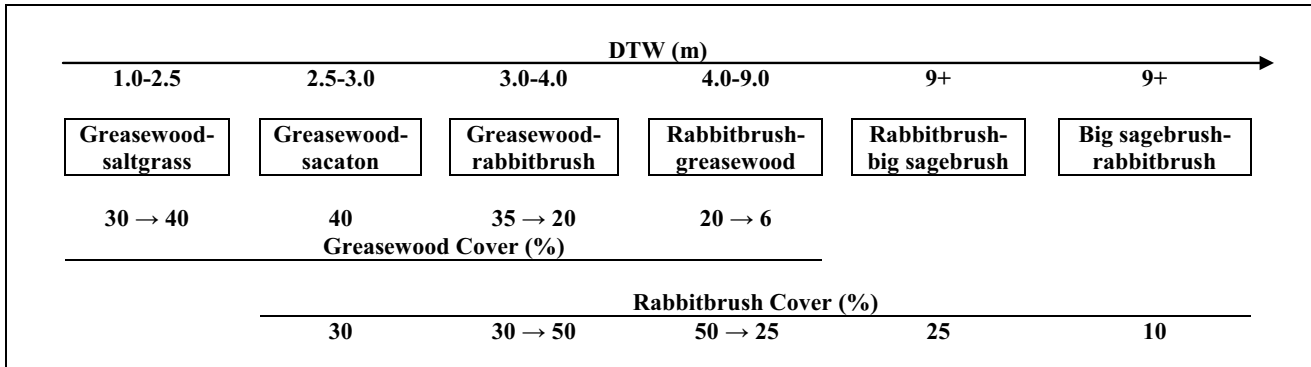 DTW (m)
1.0-2.5 2.5-3.0 3.0-4.0 4.0-9.0 9+ 9+
Greasewood- Greasewood- Greasewood- Rabbitbrush- Rabbitbrush- Big sagebrush-
saltgrass sacaton rabbitbrush greasewood big sagebrush rabbitbrush
30 → 40 40 35 → 20 20 → 6
Greasewood Cover (%)
Rabbitbrush Cover (%)
30 30 → 50 50 → 25 25 10